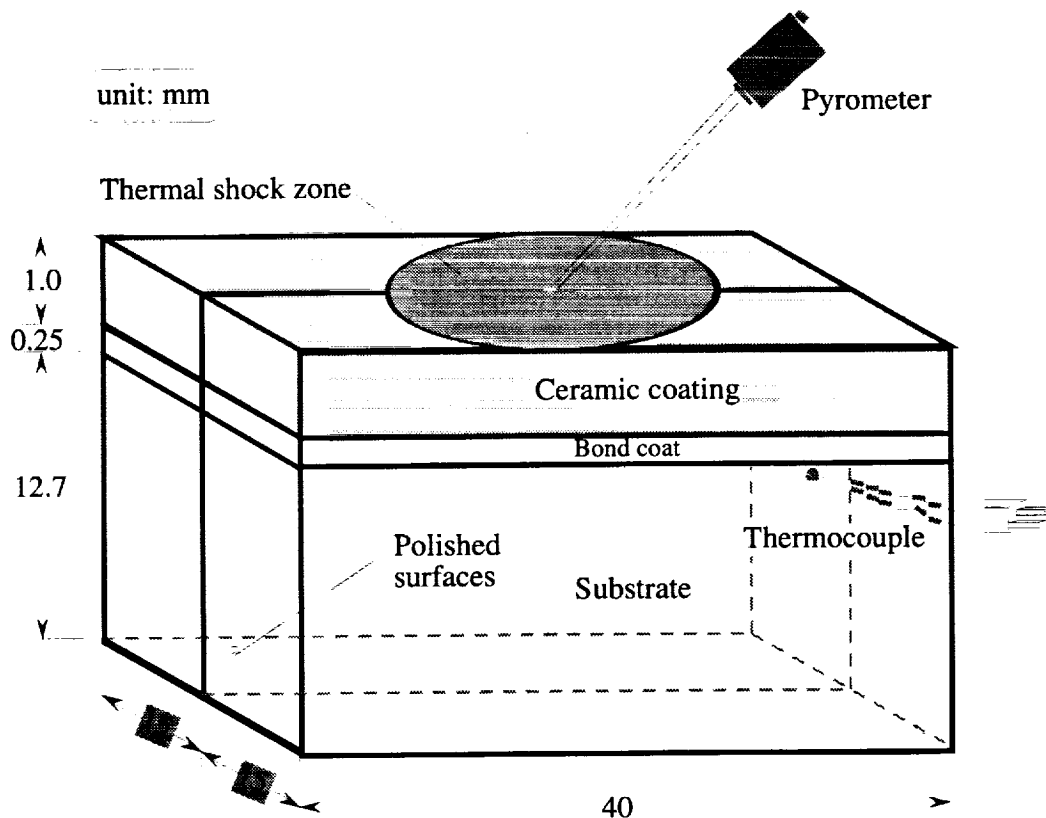 unit: mm
Pyrometer
Thermal shock zone
1.0
0.25
12.7
Ceramic coating
Bond coat
Thermocouple
Polished
surfaces
Substrate
40